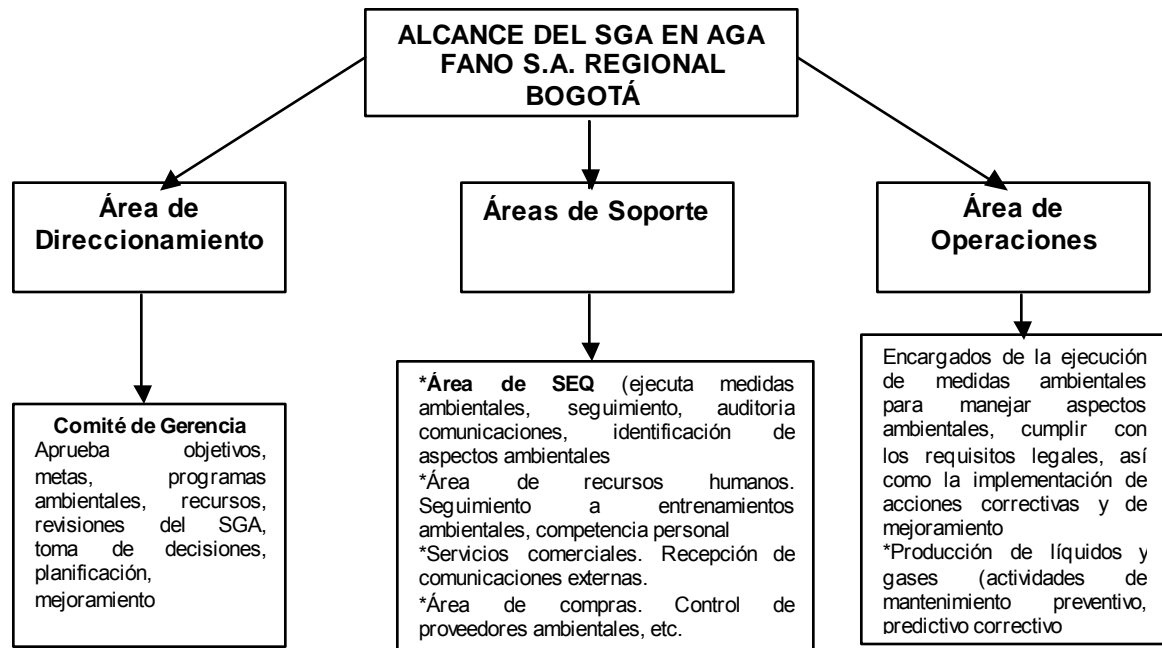 ALCANCE DEL SGA EN AGA
FANO S.A. REGIONAL
BOGOTÁ
Área de
Direccionamiento
Áreas de Soporte
Área de
Operaciones
Comité de Gerencia
Aprueba objetivos,
metas, programas
ambientales, recursos,
revisiones del SGA,
toma de decisiones,
planificación,
mejoramiento
*Área de SEQ (ejecuta medidas
ambientales, seguimiento, auditoria
comunicaciones, identificación de
aspectos ambientales
*Área de recursos humanos.
Seguimiento a entrenamientos
ambientales, competencia personal
*Servicios comerciales. Recepción de
comunicaciones externas.
*Área de compras. Control de
proveedores ambientales, etc.
Encargados de la ejecución
de medidas ambientales
para manejar aspectos
ambientales, cumplir con
los requisitos legales, así
como la implementación de
acciones correctivas y de
mejoramiento
*Producción de líquidos y
gases (actividades de
mantenimiento preventivo,
predictivo correctivo